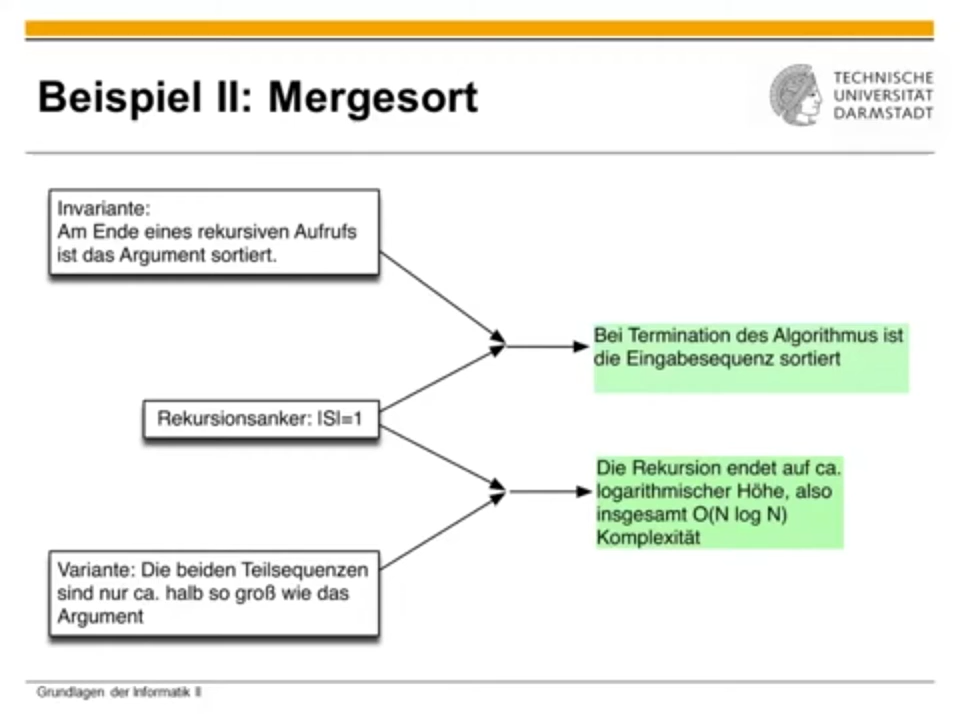 Beispiel II: Mergesort
TECHNISCHE
UNIVERSITÄT
DARMSTADT
Invariante:
Am Ende eines rekursiven Aufrufs
ist das Argument sortiert.
Bei Termination des Algorithmus ist
die Eingabesequenz sortiert
Rekursionsanker: |S|=1
Die Rekursion endet auf ca.
logarithmischer Höhe, also
insgesamt O(N log N)
Komplexität
Variante: Die beiden Teilsequenzen
sind nur ca. halb so groß wie das
Argument
Grundlagen der Informatik II